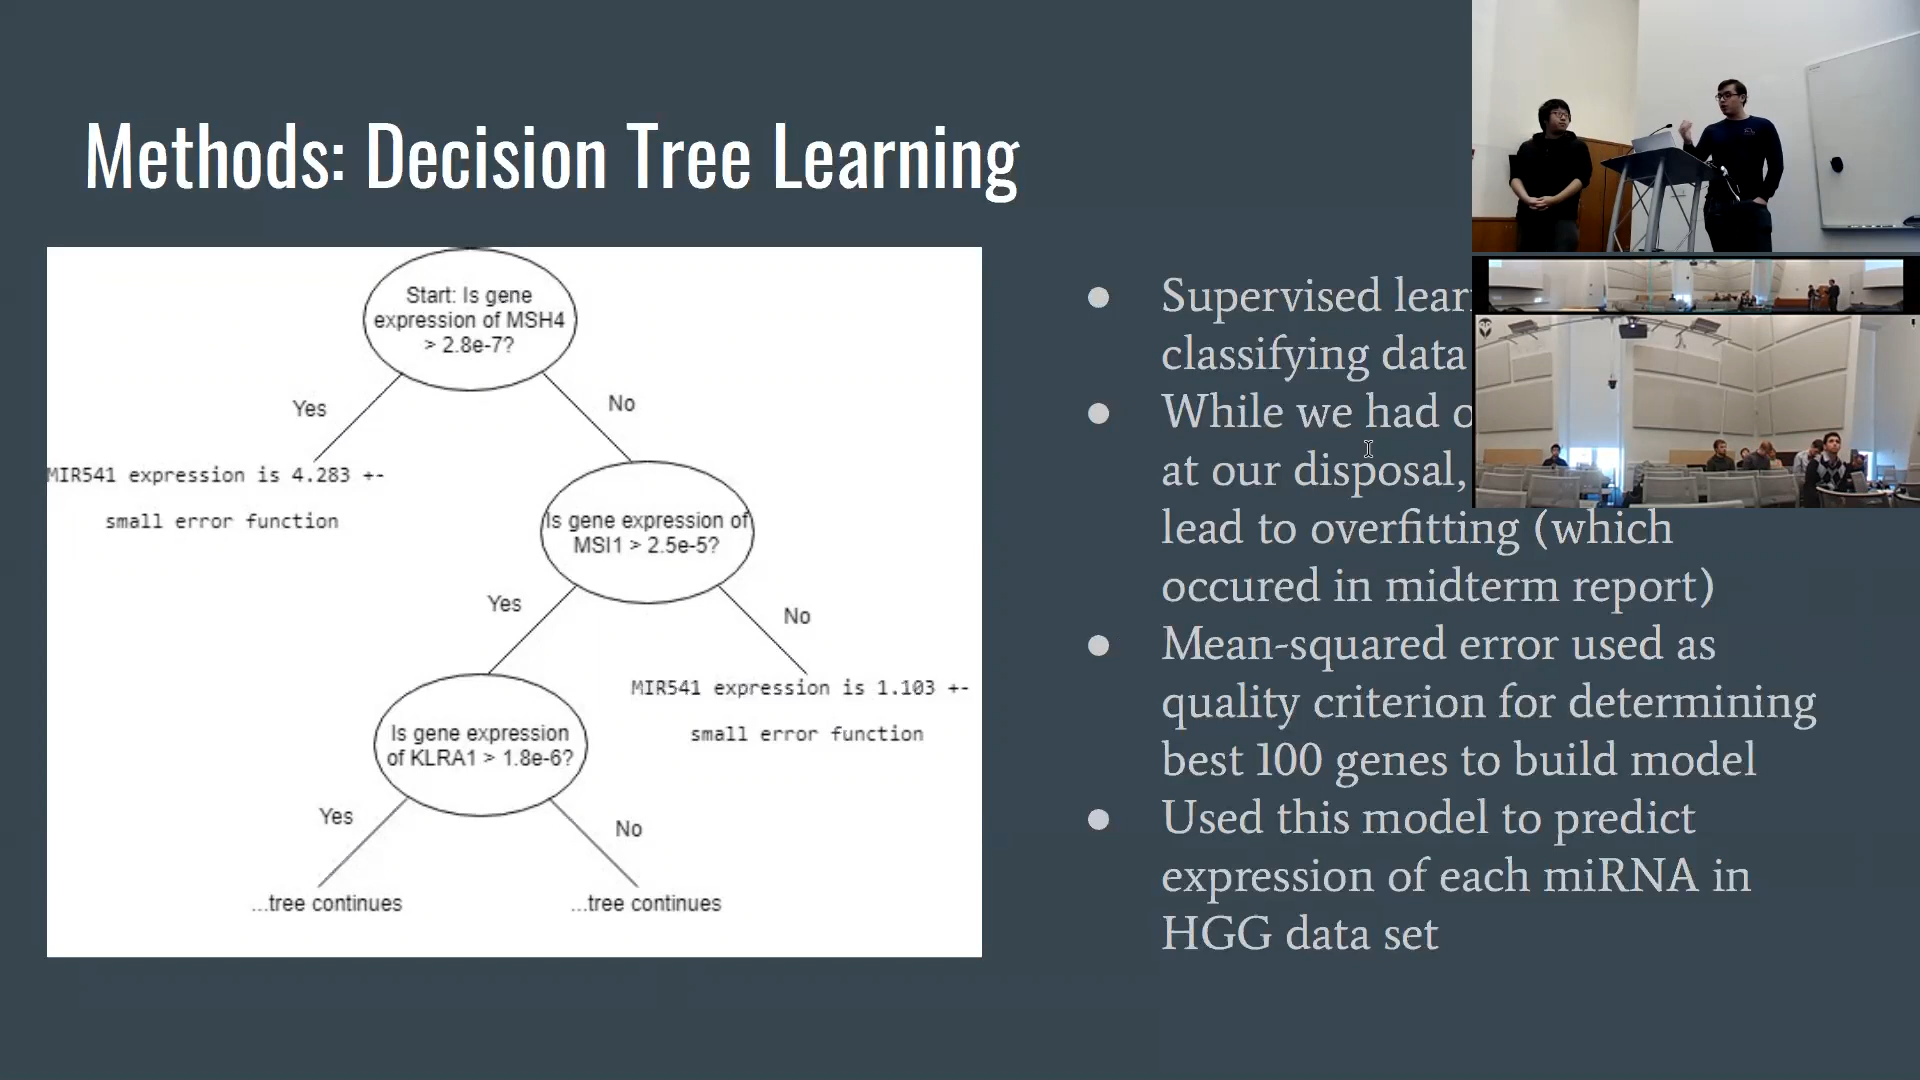 Methods: Decision Tree Learning
Start: Is gene
expression of MSH4
> 2.8e-7?
Yes
No
MIR541 expression is 4.283 +-
small error function
Is gene expression of
MSI1 > 2.5e-5?
Yes
No
MIR541 expression is 1.103 +-
small error function
Is gene expression
of KLRA1 > 1.8e-6?
Yes
No
...tree continues
...tree continues
● Supervised
classifying data
● While we had
at our disposal,
lead to overfitting (which
occured in midterm report)
● Mean-squared error used as
quality criterion for determining
best 100 genes to build model
● Used this model to predict
expression of each miRNA in
HGG data set